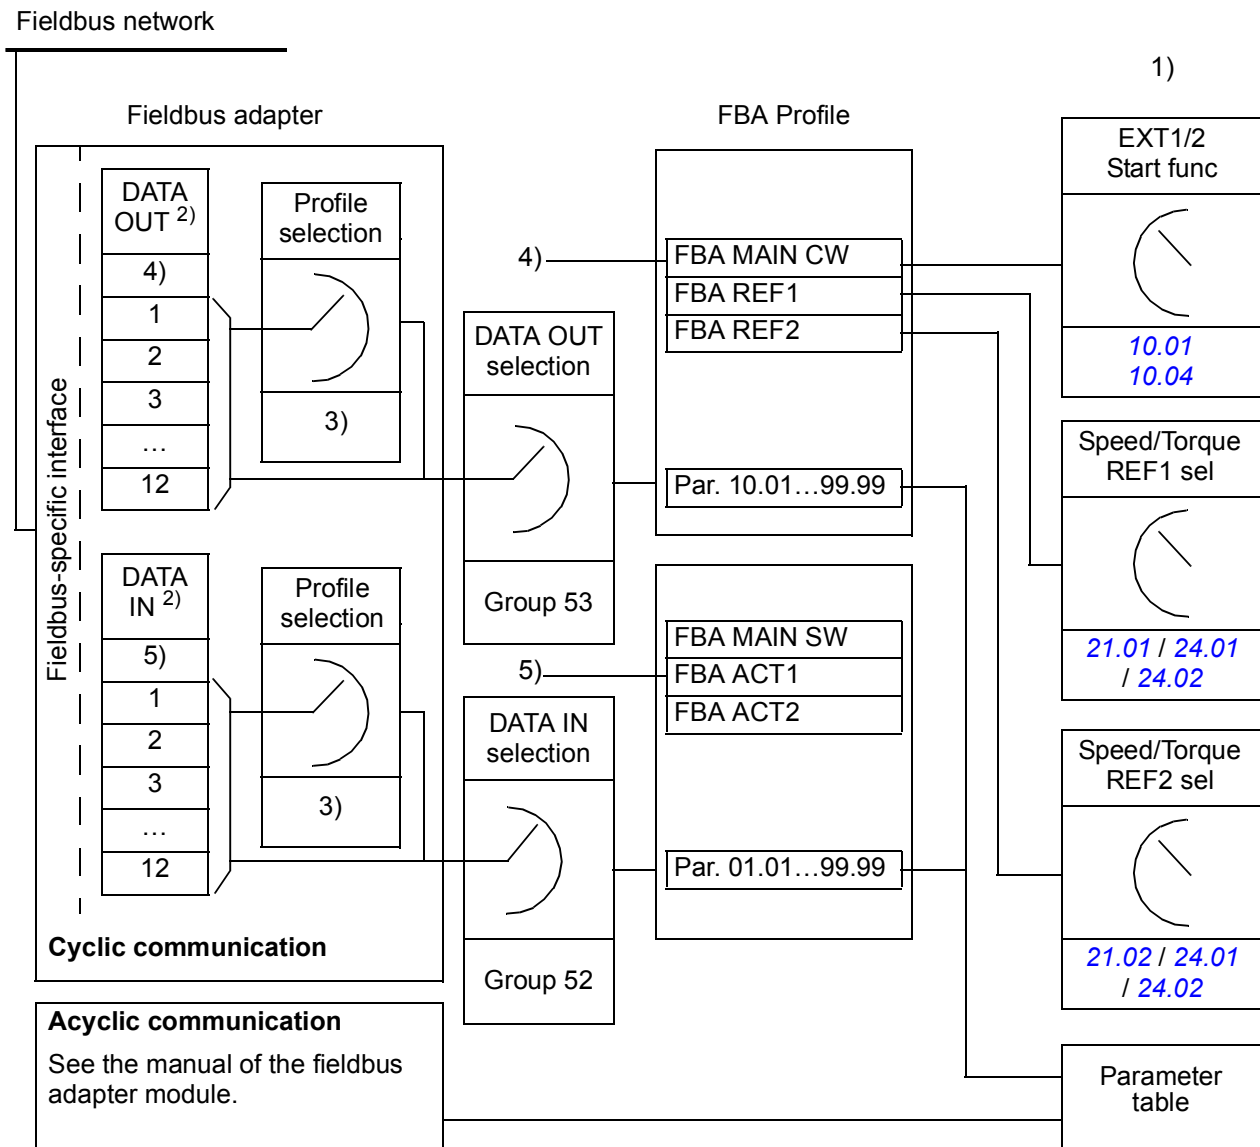 Fieldbus network
1)
Fieldbus adapter
FBA Profile
Fieldbus-specific interface
DATA
OUT 2)
4)
1
2
3
…
12
Profile
selection
3)
DATA
IN 2)
5)
1
2
3
…
12
Profile
selection
3)
Cyclic communication
DATA OUT
selection
Group 53
DATA IN
selection
Group 52
4)
FBA MAIN CW
FBA REF1
FBA REF2
Par. 10.01…99.99
5)
FBA MAIN SW
FBA ACT1
FBA ACT2
Par. 01.01…99.99
EXT1/2
Start func
10.01
10.04
Speed/Torque
REF1 sel
21.01 / 24.01
/ 24.02
Speed/Torque
REF2 sel
21.02 / 24.01
/ 24.02
Acyclic communication
See the manual of the fieldbus
adapter module.
Parameter
table